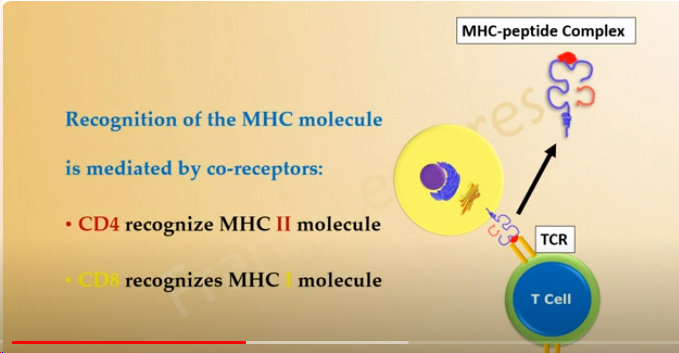 MHC-peptide Complex
Recognition of the MHC molecule
is mediated by co-receptors:
• CD4 recognize MHC II molecule
• CD8 recognizes MHC I molecule
TCR
T Cell